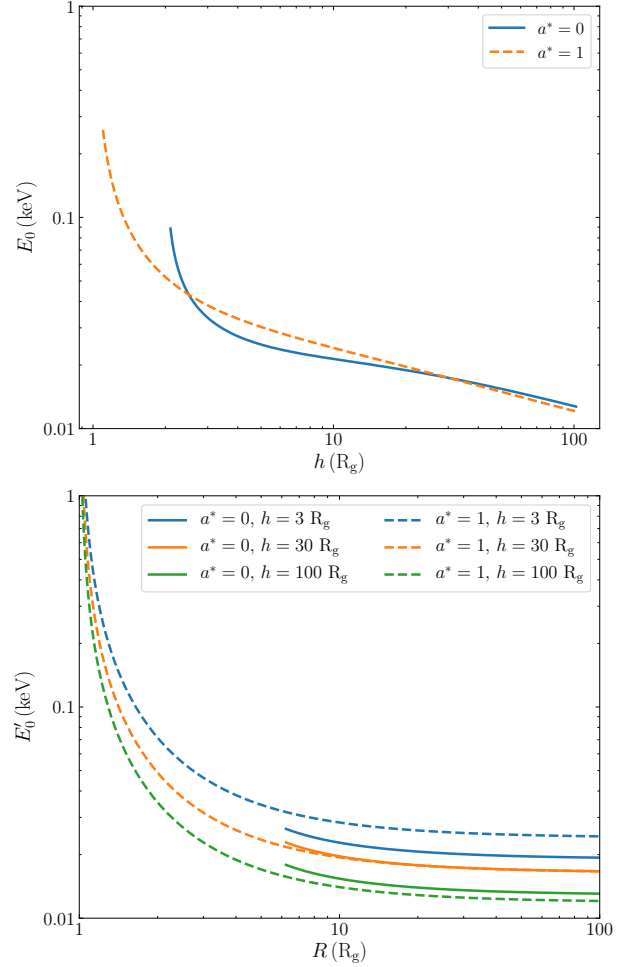 1
a* = 0
a* = 1
E₀ (keV)
0.1
0.01
1
10
100
h (R_g)
1
a* = 0, h = 3 R_g
a* = 1, h = 3 R_g
a* = 0, h = 30 R_g
a* = 1, h = 30 R_g
a* = 0, h = 100 R_g
a* = 1, h = 100 R_g
E′₀ (keV)
0.1
0.01
1
10
100
R (R_g)